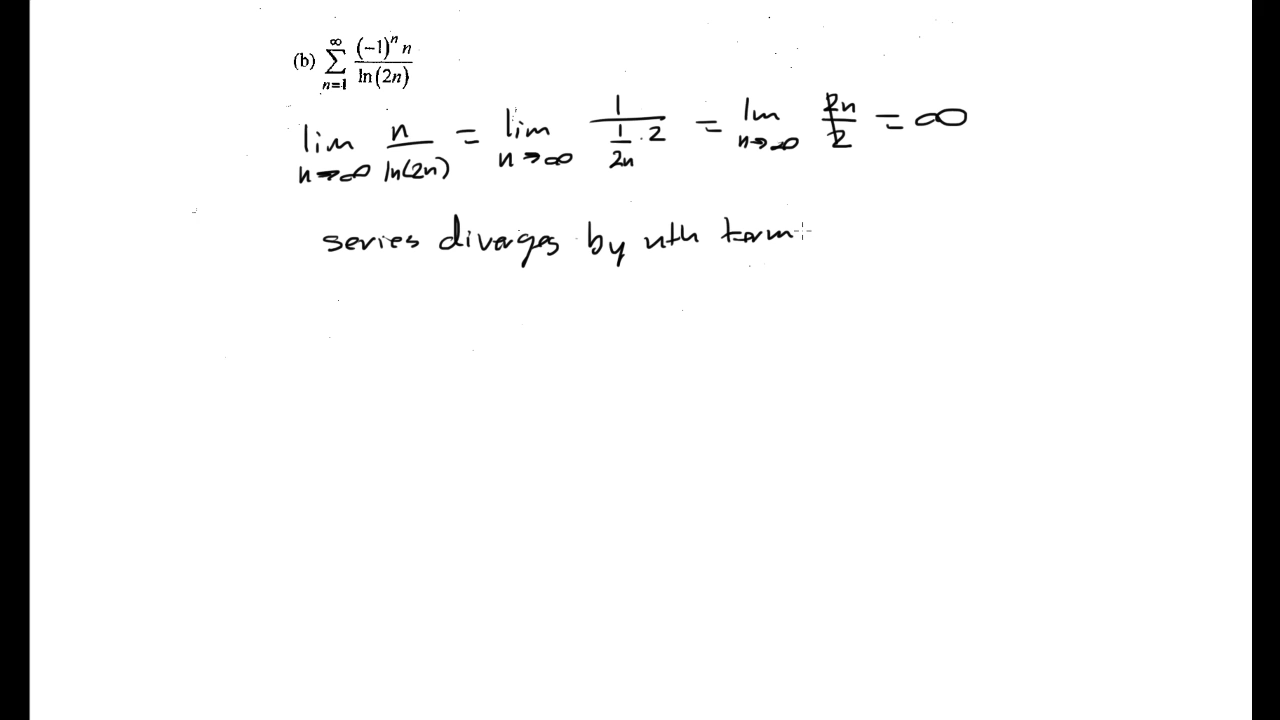 (b) ∑_{n=1}^{∞} (-1)^n n / ln(2n)
lim_{n→∞} n / ln(2n) = lim_{n→∞} 1 / (1/2n · 2) = lim_{n→∞} 2n / 2 = ∞
series diverges by nth term